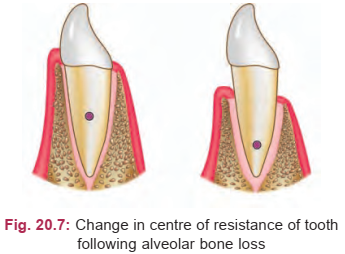 Fig. 20.7: Change in centre of resistance of tooth
following alveolar bone loss